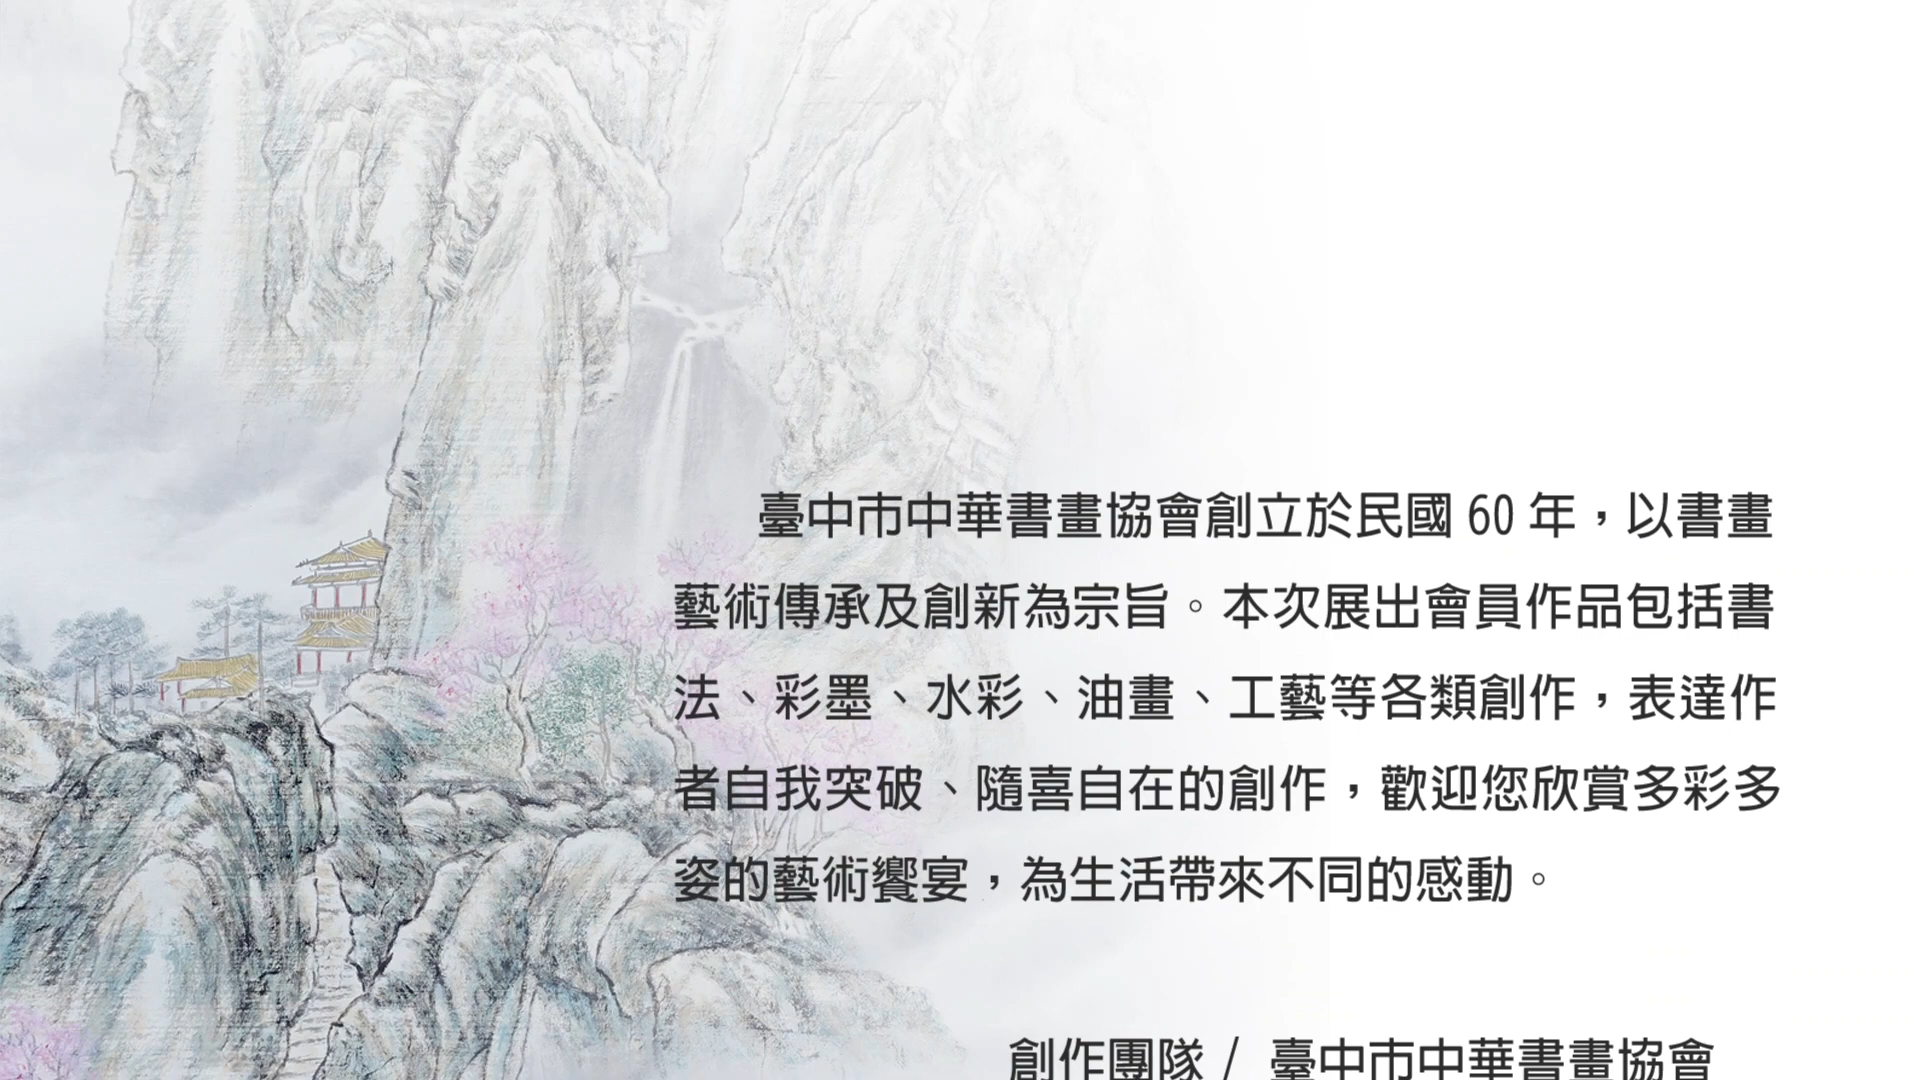 臺中市中華書畫協會創立於民國 60 年，以書畫
藝術傳承及創新為宗旨。本次展出會員作品包括書
法、彩墨、水彩、油畫、工藝等各類創作，表達作
者自我突破、隨喜自在的創作，歡迎您欣賞多彩多
姿的藝術饗宴，為生活帶來不同的感動。
創作團隊 / 臺中市中華書畫協會